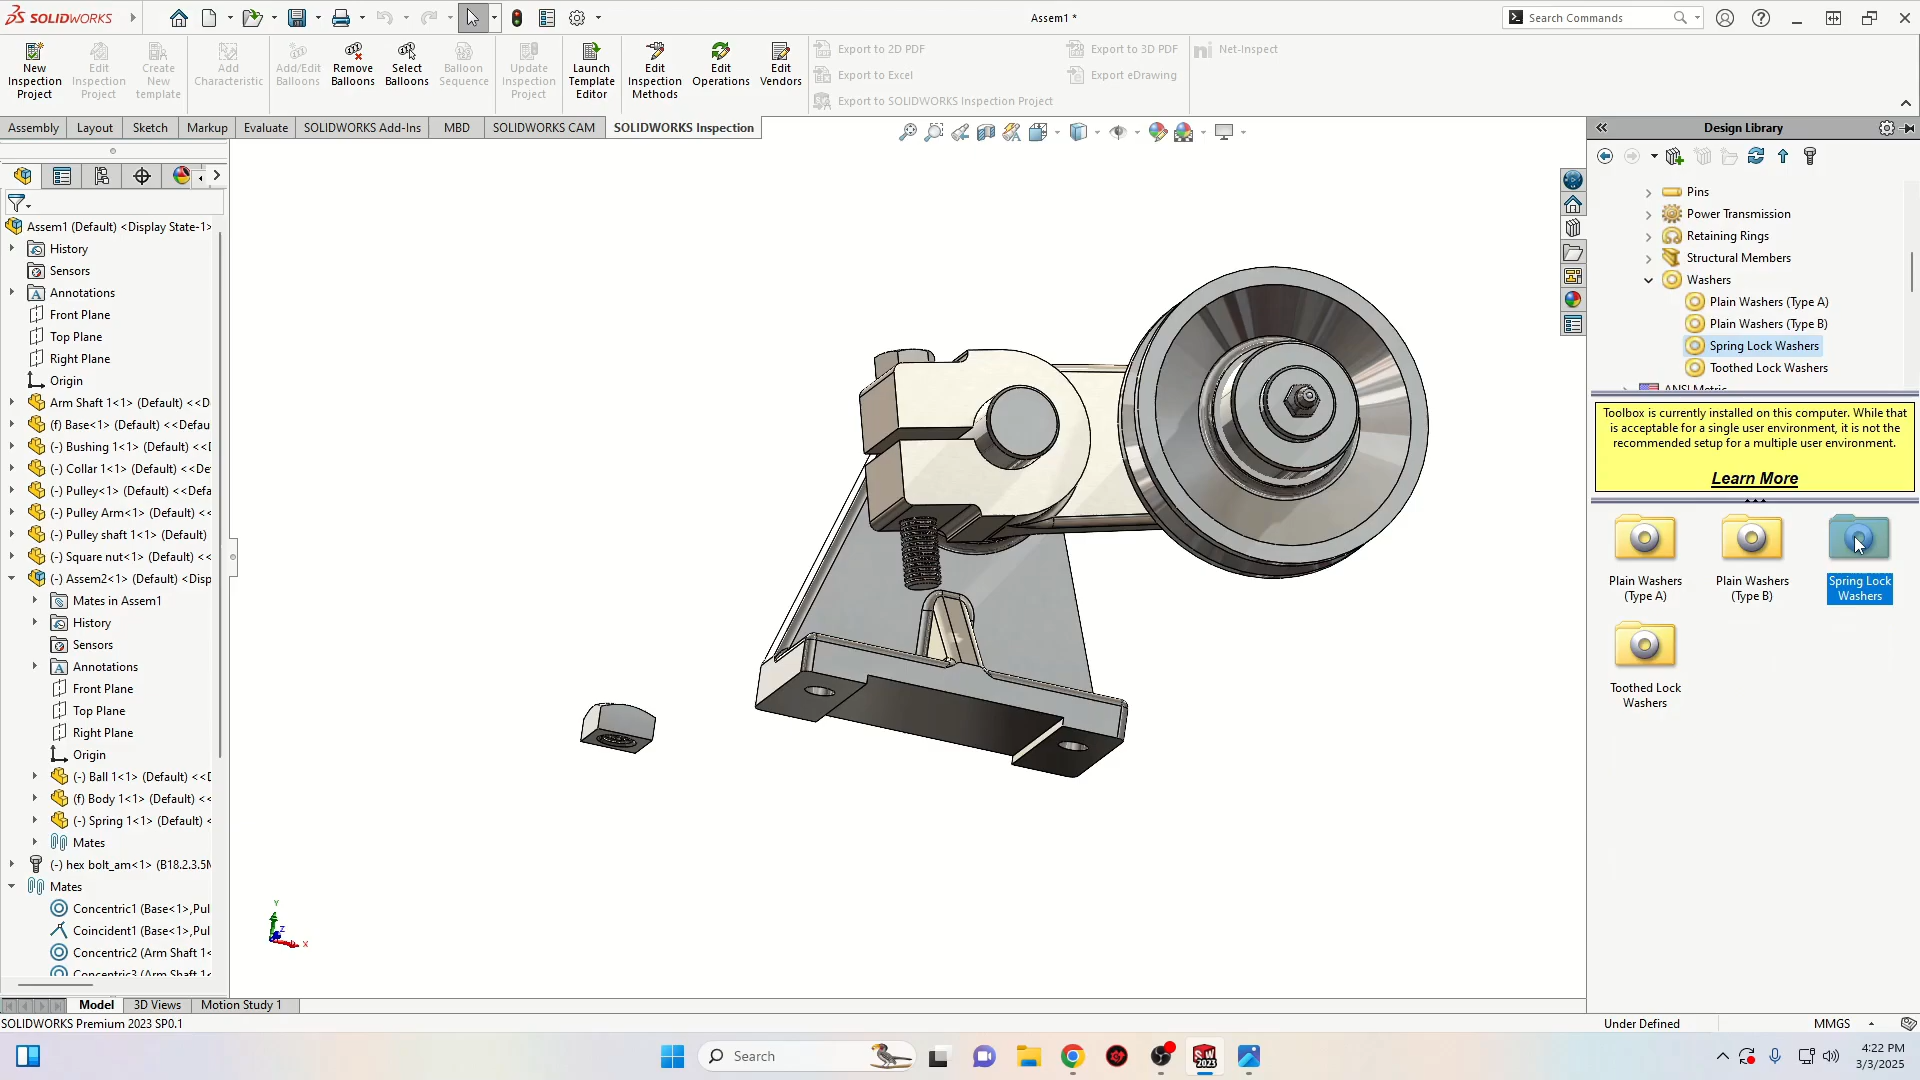 SOLIDWORKS
Assem1 *
Search Commands
New
Inspection
Project
Edit
Inspection
Project
Create
New
template
Add
Characteristic
Add/Edit
Balloons
Remove
Balloons
Select
Balloons
Balloon
Sequence
Update
Inspection
Project
Launch
Template
Editor
Edit
Inspection
Methods
Edit
Operations
Edit
Vendors
Export to 2D PDF
Export to Excel
Export to SOLIDWORKS Inspection Project
Export to 3D PDF
Export eDrawing
Net-Inspect
Assembly
Layout
Sketch
Markup
Evaluate
SOLIDWORKS Add-Ins
MBD
SOLIDWORKS CAM
SOLIDWORKS Inspection
Assem1 (Default) <Display State-1>
History
Sensors
Annotations
Front Plane
Top Plane
Right Plane
Origin
Arm Shaft 1<1> (Default) <<D
(f) Base<1> (Default) <<Defau
(-) Bushing 1<1> (Default) <<
(-) Collar 1<1> (Default) <<De
(-) Pulley<1> (Default) <<Defa
(-) Pulley Arm<1> (Default) <<
(-) Pulley shaft 1<1> (Default)
(-) Square nut<1> (Default) <<
(-) Assem2<1> (Default) <Disp
Mates in Assem1
History
Sensors
Annotations
Front Plane
Top Plane
Right Plane
Origin
(-) Ball 1<1> (Default) <<D
(f) Body 1<1> (Default) <<
(-) Spring 1<1> (Default) <
Mates
(-) hex bolt_am<1> (B18.2.3.5M
Mates
Concentric1 (Base<1>,Pul
Coincident1 (Base<1>,Pul
Concentric2 (Arm Shaft 1<
Concentric3 (Arm Shaft 1<
Y
Z
X
Design Library
Pins
Power Transmission
Retaining Rings
Structural Members
Washers
Plain Washers (Type A)
Plain Washers (Type B)
Spring Lock Washers
Toothed Lock Washers
ANSI Metric
Toolbox is currently installed on this computer. While that
is acceptable for a single user environment, it is not the
recommended setup for a multiple user environment.
Learn More
Plain Washers
(Type A)
Plain Washers
(Type B)
Spring Lock
Washers
Toothed Lock
Washers
Model
3D Views
Motion Study 1
SOLIDWORKS Premium 2023 SP0.1
Under Defined
MMGS
Search
SW
2023
4:22 PM
3/3/2025